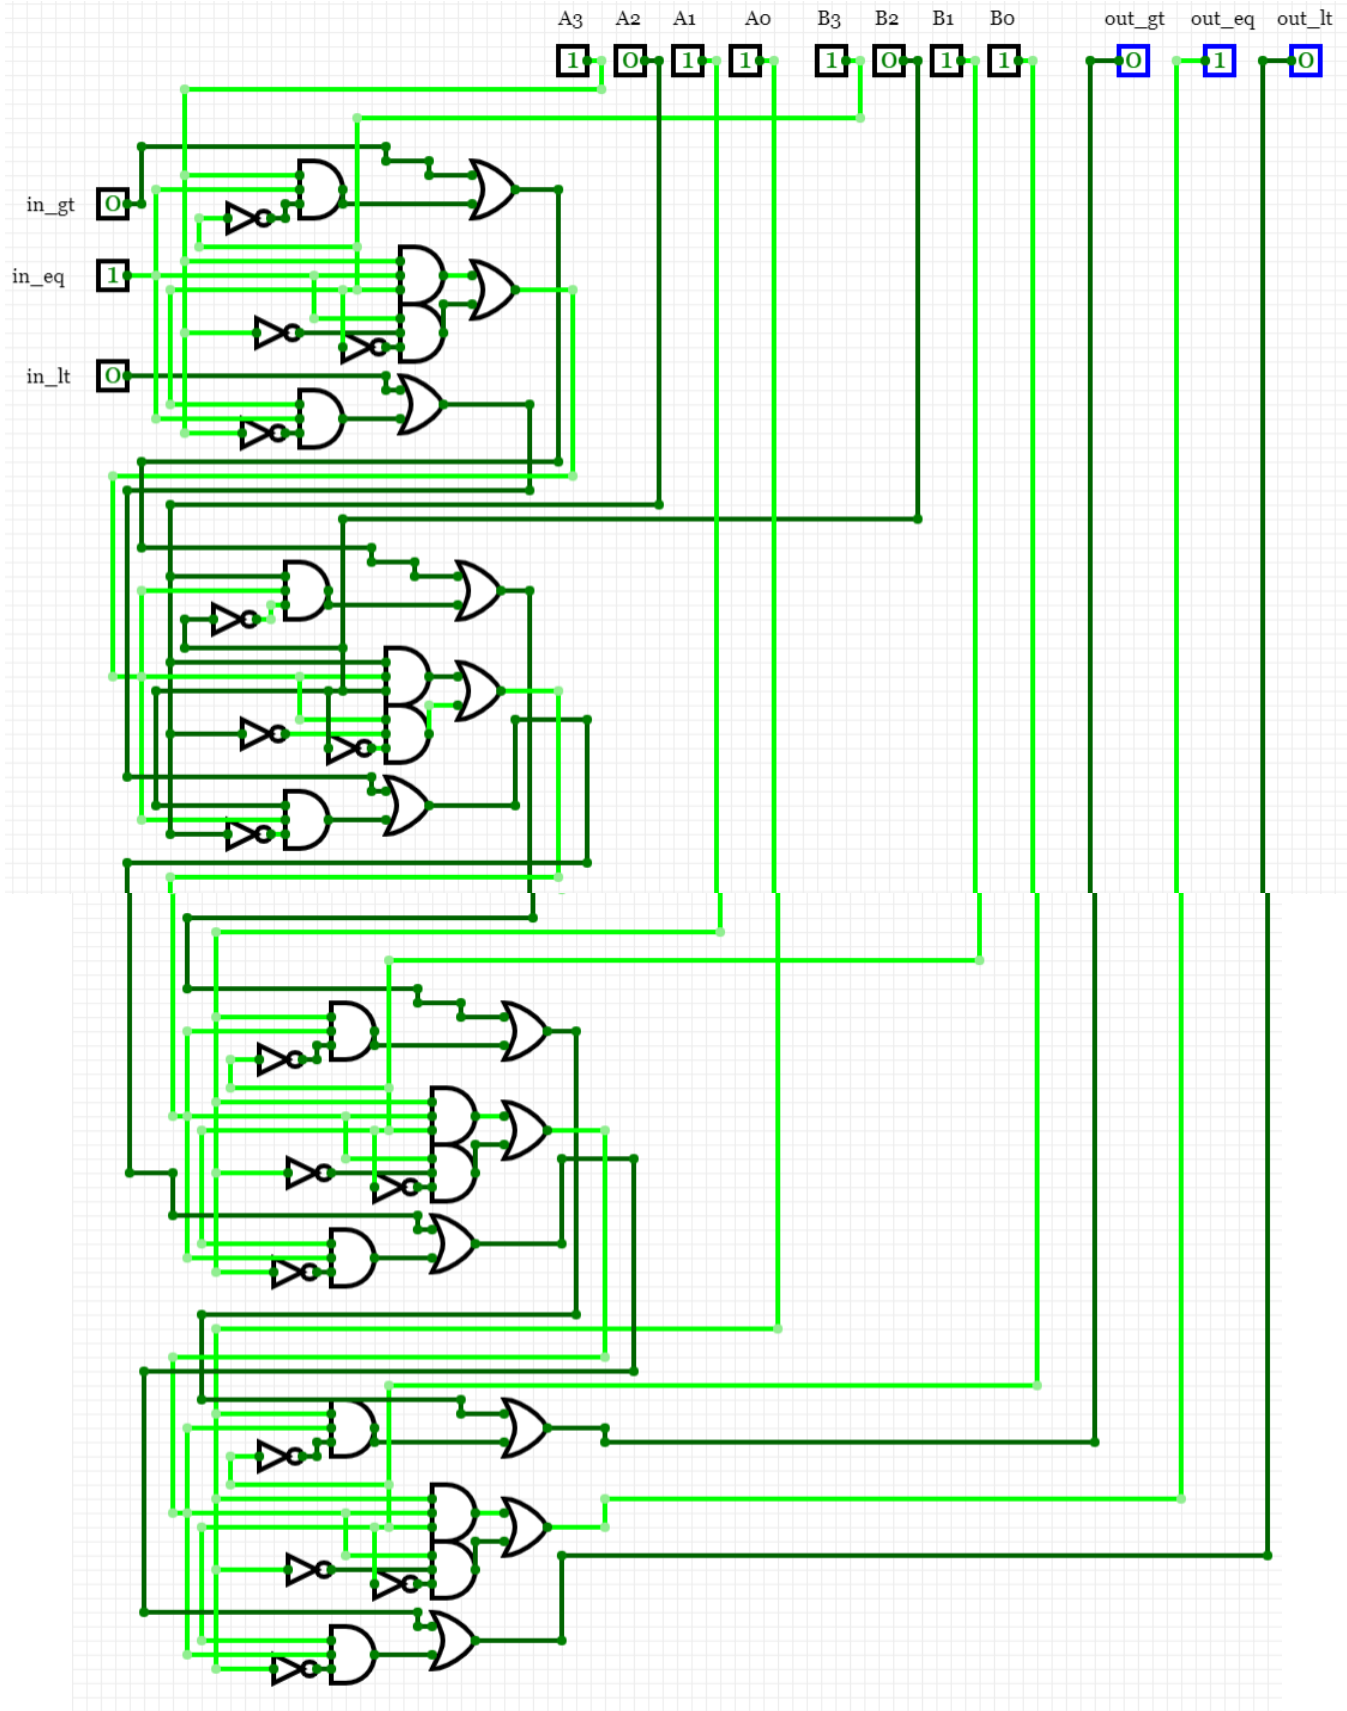 A3 A2 A1 A0 B3 B2 B1 B0 out_gt out_eq out_lt
1 0 1 1 1 0 1 1 0 1 0
in_gt 0
in_eq 1
in_lt 0